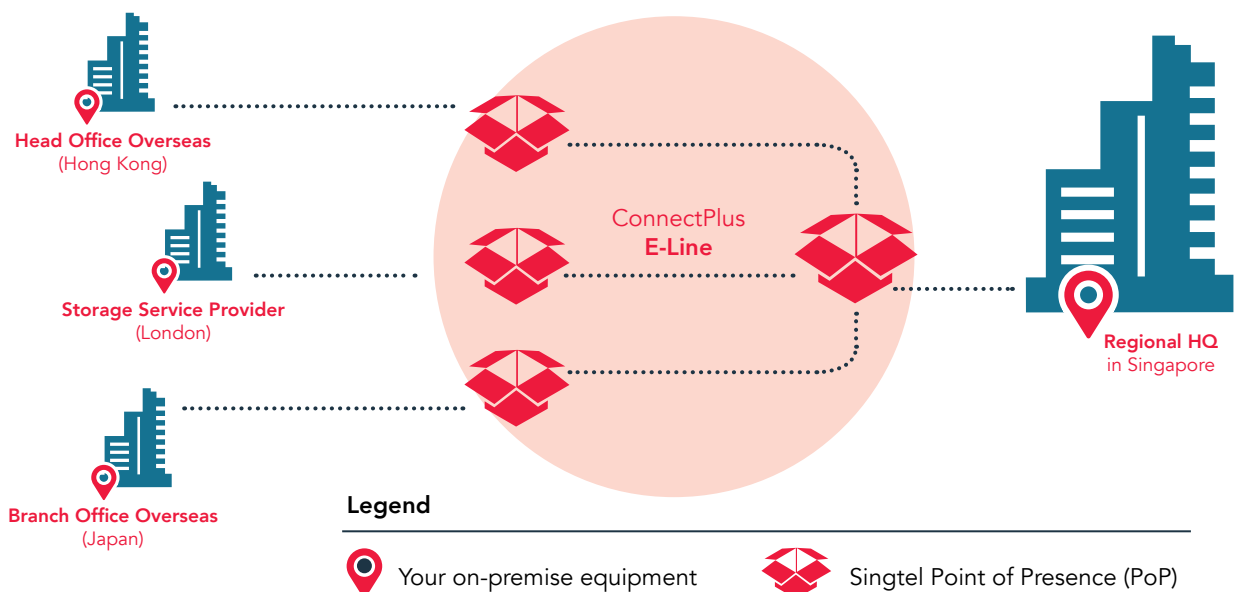 Head Office Overseas
(Hong Kong)
Storage Service Provider
(London)
Branch Office Overseas
(Japan)
ConnectPlus
E-Line
Regional HQ
in Singapore
Legend
Your on-premise equipment
Singtel Point of Presence (PoP)